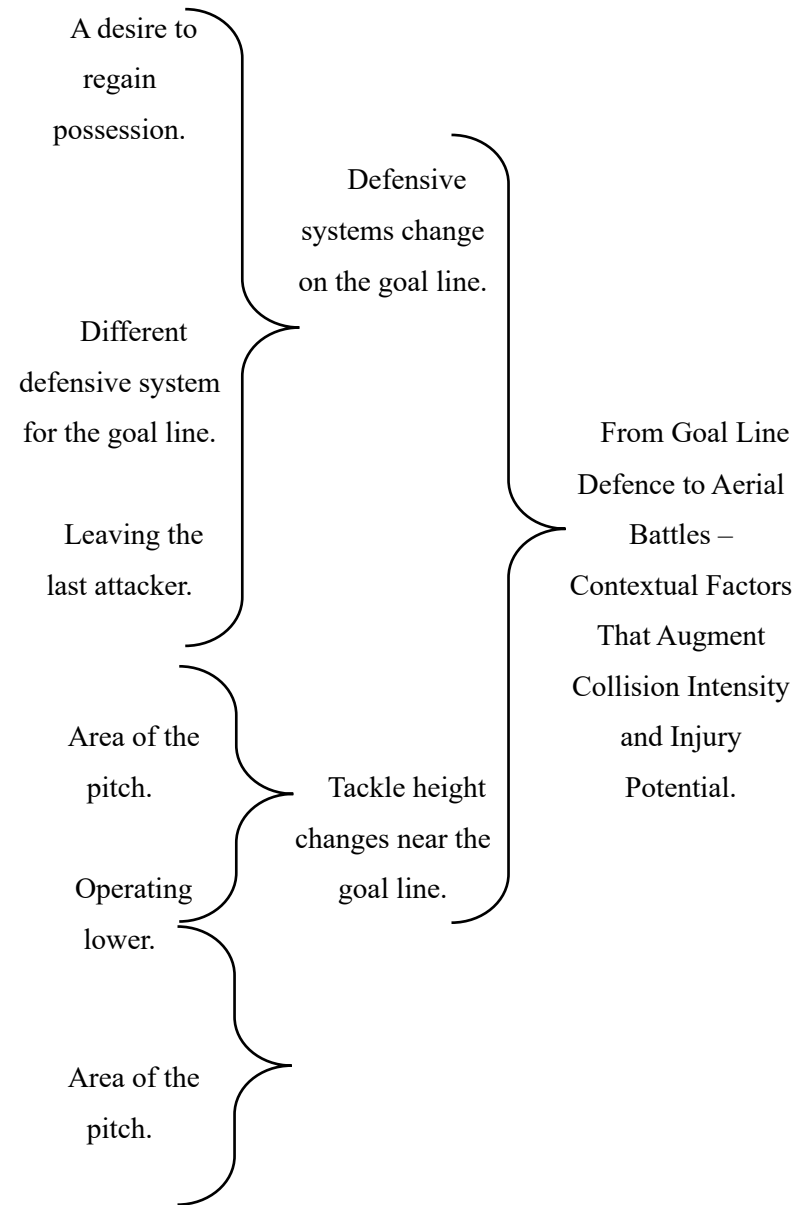 A desire to
regain
possession.
Different
defensive system
for the goal line.
Leaving the
last attacker.
Area of the
pitch.
Operating
lower.
Area of the
pitch.
Defensive
systems change
on the goal line.
Tackle height
changes near the
goal line.
From Goal Line
Defence to Aerial
Battles –
Contextual Factors
That Augment
Collision Intensity
and Injury
Potential.